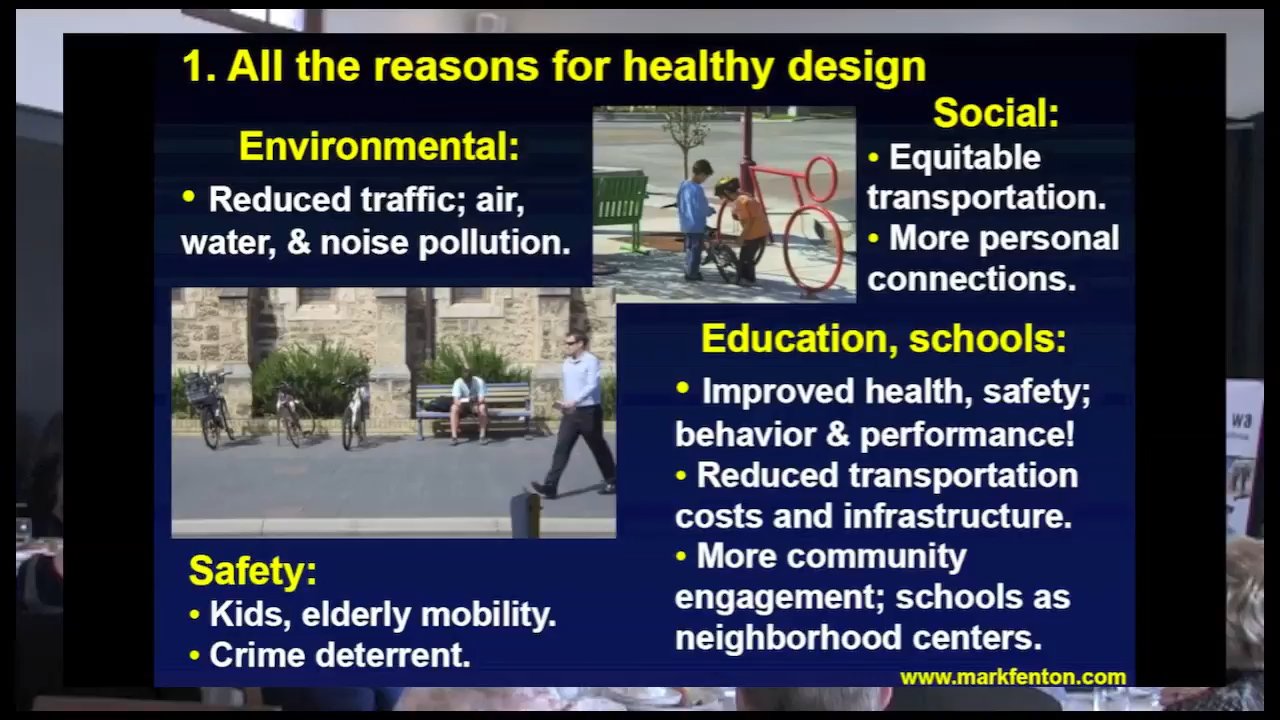 1. All the reasons for healthy design
Environmental:
• Reduced traffic; air,
water, & noise pollution.
Social:
• Equitable
transportation.
• More personal
connections.
Education, schools:
• Improved health, safety;
behavior & performance!
• Reduced transportation
costs and infrastructure.
• More community
engagement; schools as
neighborhood centers.
Safety:
• Kids, elderly mobility.
• Crime deterrent.
www.markfenton.com
wa